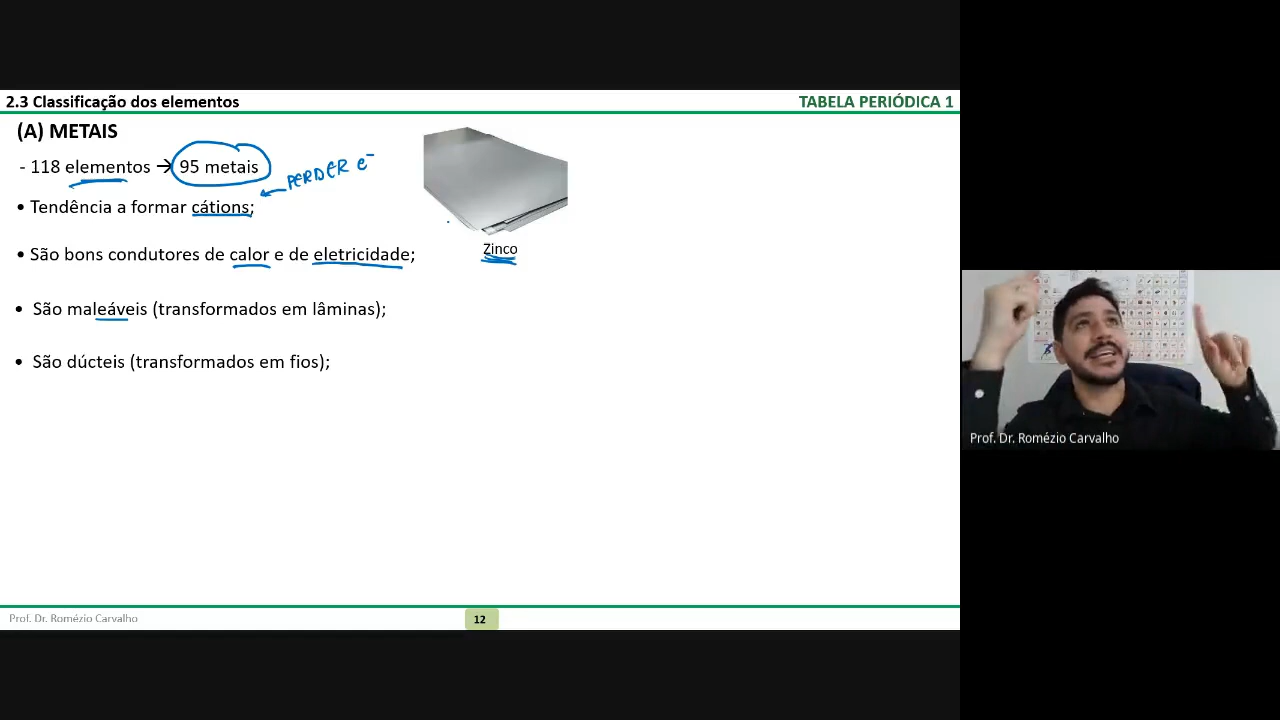 2.3 Classificação dos elementos
TABELA PERIÓDICA 1
(A) METAIS
- 118 elementos → 95 metais
PERDER e⁻
• Tendência a formar cátions;
• São bons condutores de calor e de eletricidade;
Zinco
• São maleáveis (transformados em lâminas);
• São dúcteis (transformados em fios);
Prof. Dr. Romézio Carvalho
Prof. Dr. Romézio Carvalho
12